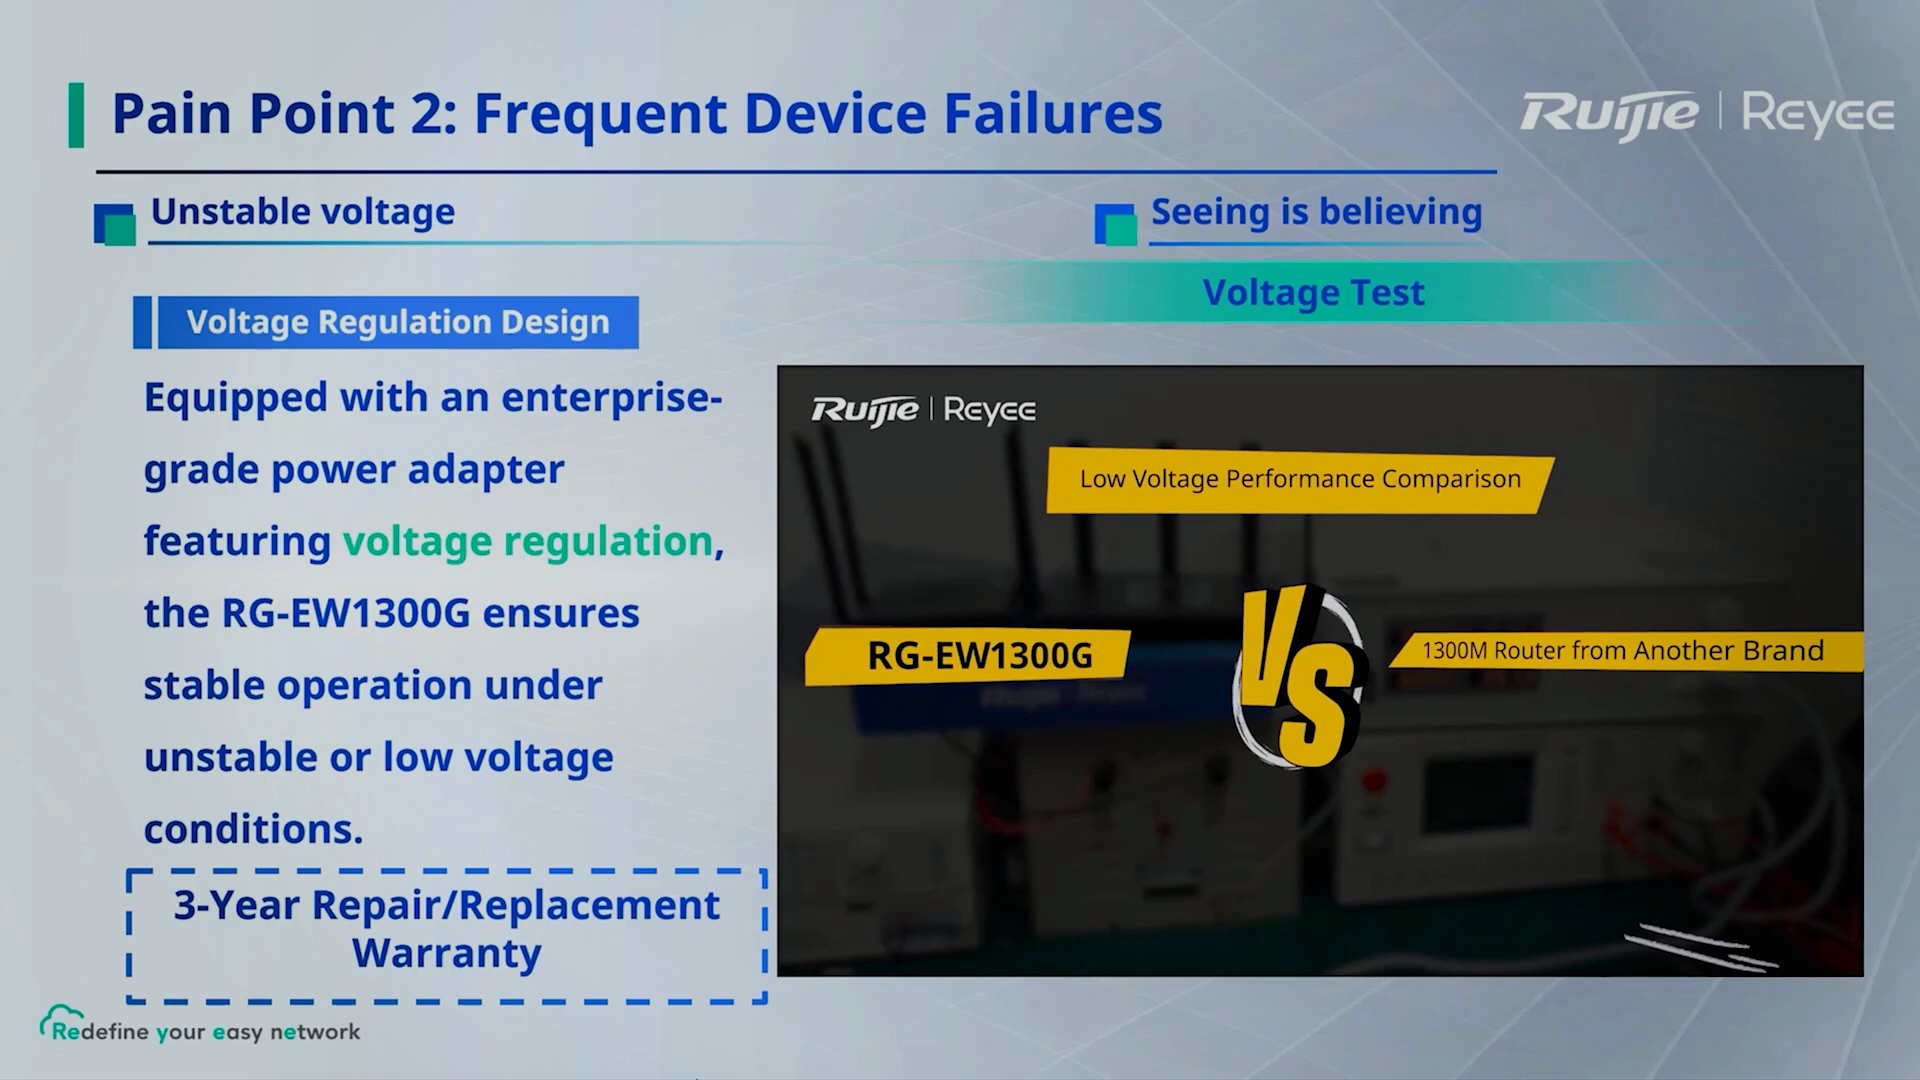 Pain Point 2: Frequent Device Failures
Ruijie | Reyee
Unstable voltage
Seeing is believing
Voltage Test
Voltage Regulation Design
Equipped with an enterprise-
grade power adapter
featuring voltage regulation,
the RG-EW1300G ensures
stable operation under
unstable or low voltage
conditions.
3-Year Repair/Replacement
Warranty
Ruijie | Reyee
Low Voltage Performance Comparison
RG-EW1300G
VS
1300M Router from Another Brand
Redefine your easy network